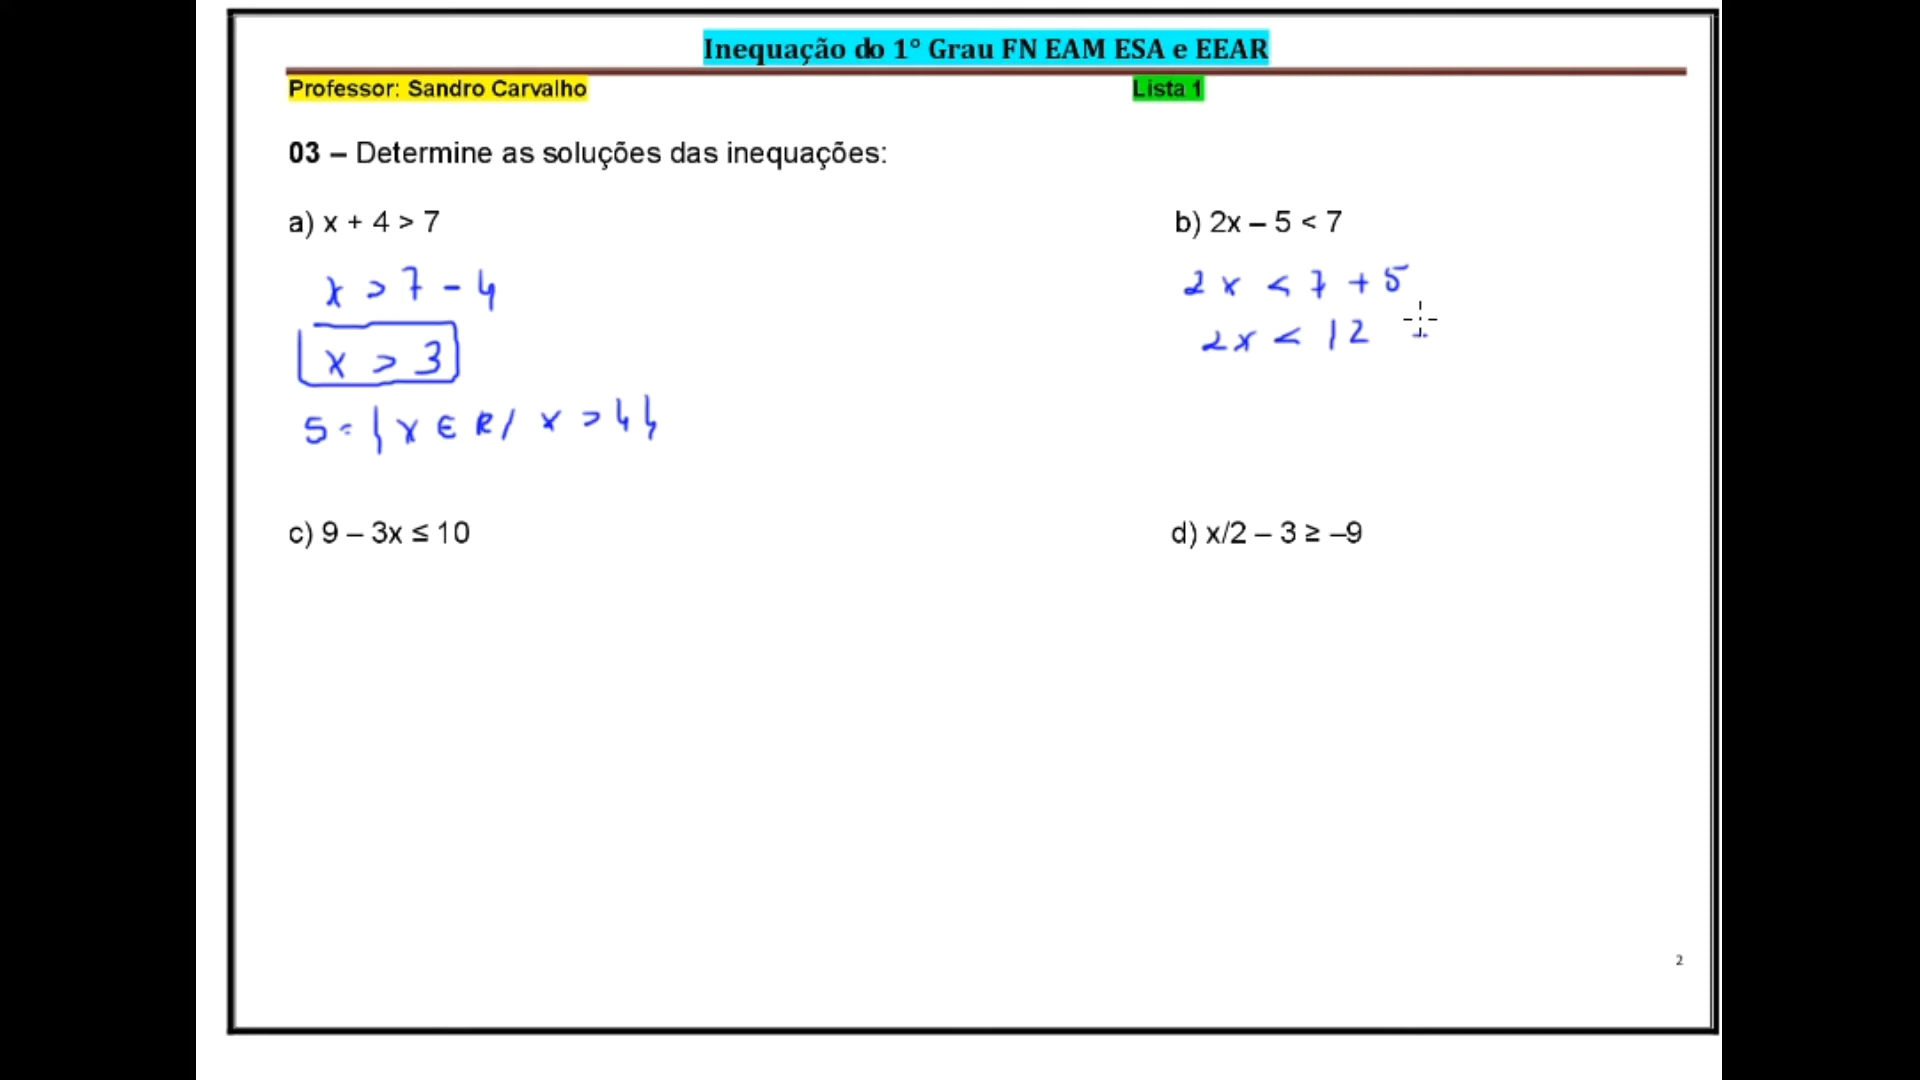 Inequação do 1° Grau FN EAM ESA e EEAR
Professor: Sandro Carvalho
Lista 1
03 – Determine as soluções das inequações:
a) x + 4 > 7
x > 7 - 4
x > 3
S = { x ∈ R / x > 4 }
b) 2x – 5 < 7
2x < 7 + 5
2x < 12
c) 9 – 3x ≤ 10
d) x/2 – 3 ≥ –9
2